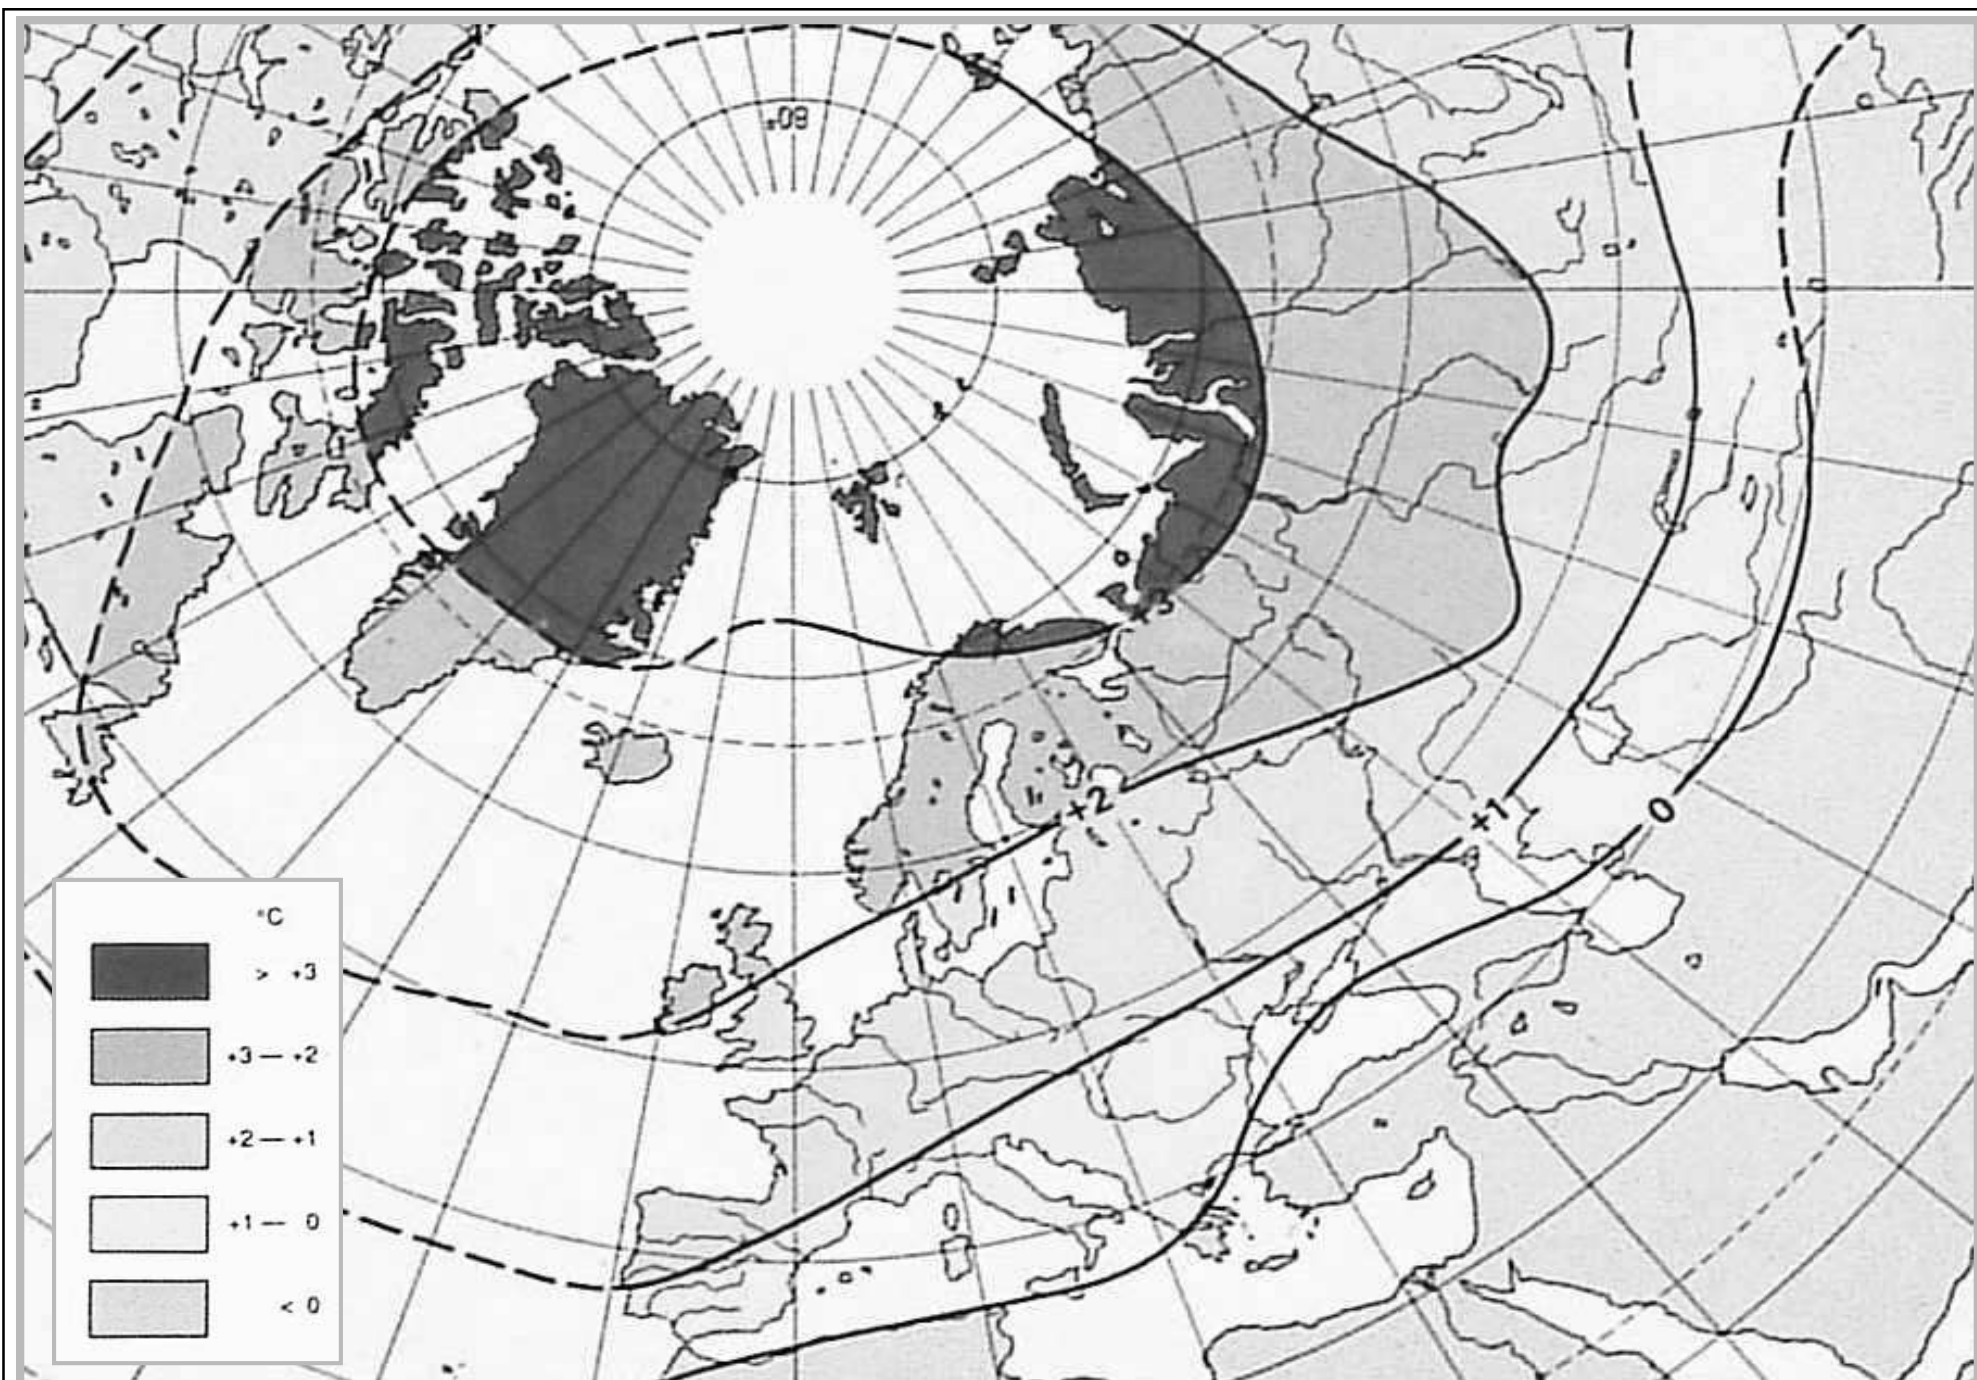 80°
+2
+1
0
°C
> +3
+3 — +2
+2 — +1
+1 — 0
< 0